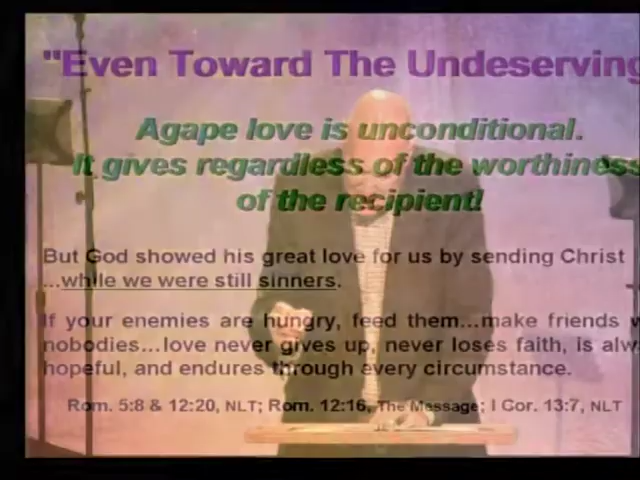 "Even Toward The Undeserving
Agape love is unconditional.
It gives regardless of the worthiness
of the recipient!
But God showed his great love for us by sending Christ
...while we were still sinners.
If your enemies are hungry, feed them...make friends w
nobodies...love never gives up, never loses faith, is alw
hopeful, and endures through every circumstance.
Rom. 5:8 & 12:20, NLT; Rom. 12:16, The Message; I Cor. 13:7, NLT